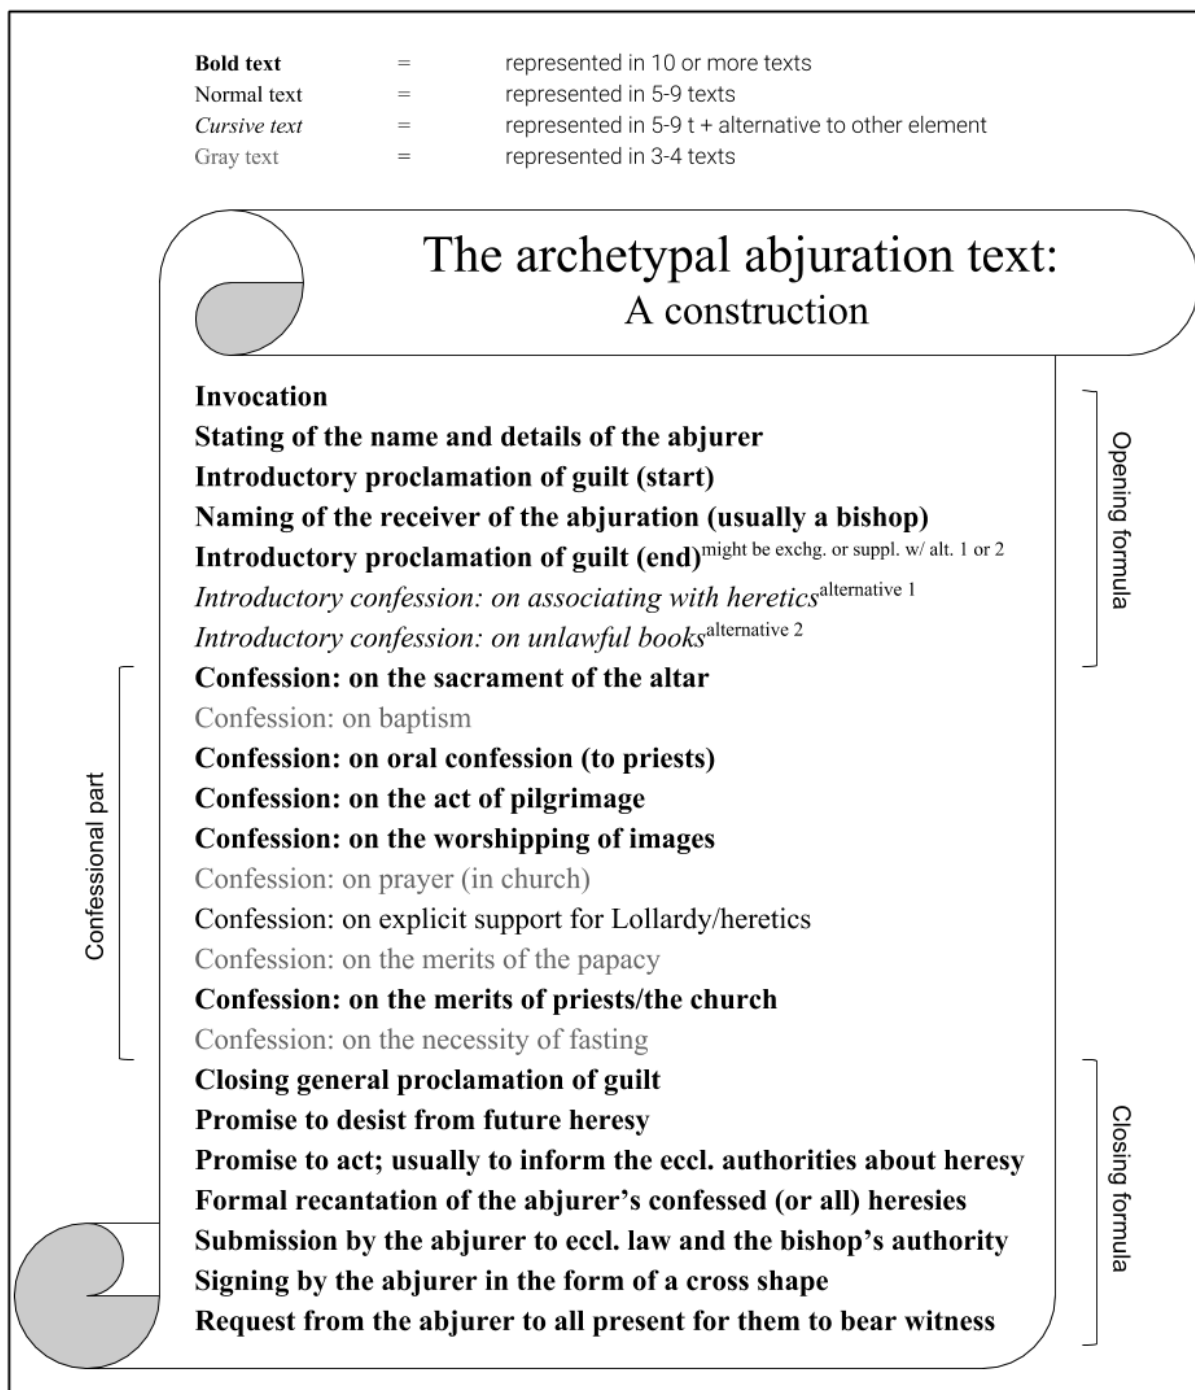 Bold text = represented in 10 or more texts
Normal text = represented in 5-9 texts
Cursive text = represented in 5-9 t + alternative to other element
Gray text = represented in 3-4 texts
The archetypal abjuration text:
A construction
Invocation
Stating of the name and details of the abjurer
Introductory proclamation of guilt (start)
Naming of the receiver of the abjuration (usually a bishop)
Introductory proclamation of guilt (end) might be exchg. or suppl. w/ alt. 1 or 2
Introductory confession: on associating with heretics alternative 1
Introductory confession: on unlawful books alternative 2
Opening formula
Confession: on the sacrament of the altar
Confession: on baptism
Confession: on oral confession (to priests)
Confession: on the act of pilgrimage
Confession: on the worshipping of images
Confession: on prayer (in church)
Confession: on explicit support for Lollardy/heretics
Confession: on the merits of the papacy
Confession: on the merits of priests/the church
Confession: on the necessity of fasting
Confessional part
Closing general proclamation of guilt
Promise to desist from future heresy
Promise to act; usually to inform the eccl. authorities about heresy
Formal recantation of the abjurer's confessed (or all) heresies
Submission by the abjurer to eccl. law and the bishop's authority
Signing by the abjurer in the form of a cross shape
Request from the abjurer to all present for them to bear witness
Closing formula